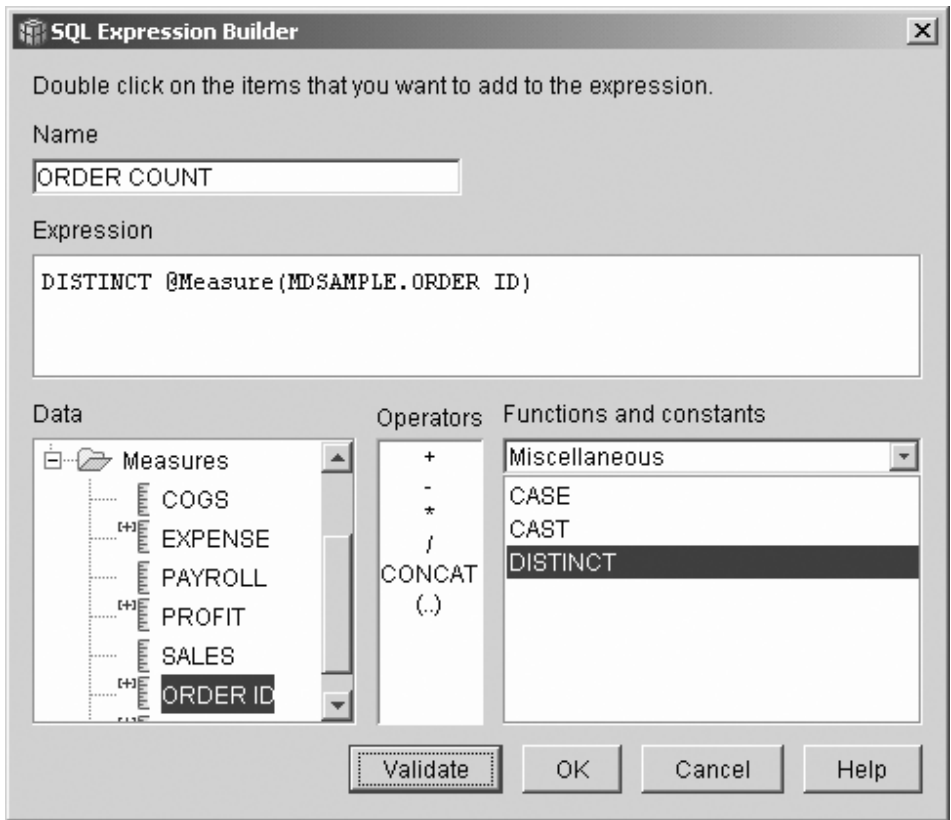 SQL Expression Builder
Double click on the items that you want to add to the expression.
Name
ORDER COUNT
Expression
DISTINCT @Measure(MDSAMPLE.ORDER ID)
Data
Operators
Functions and constants
Measures
COGS
EXPENSE
PAYROLL
PROFIT
SALES
ORDER ID
+
-
*
/
CONCAT
(..)
Miscellaneous
CASE
CAST
DISTINCT
Validate
OK
Cancel
Help